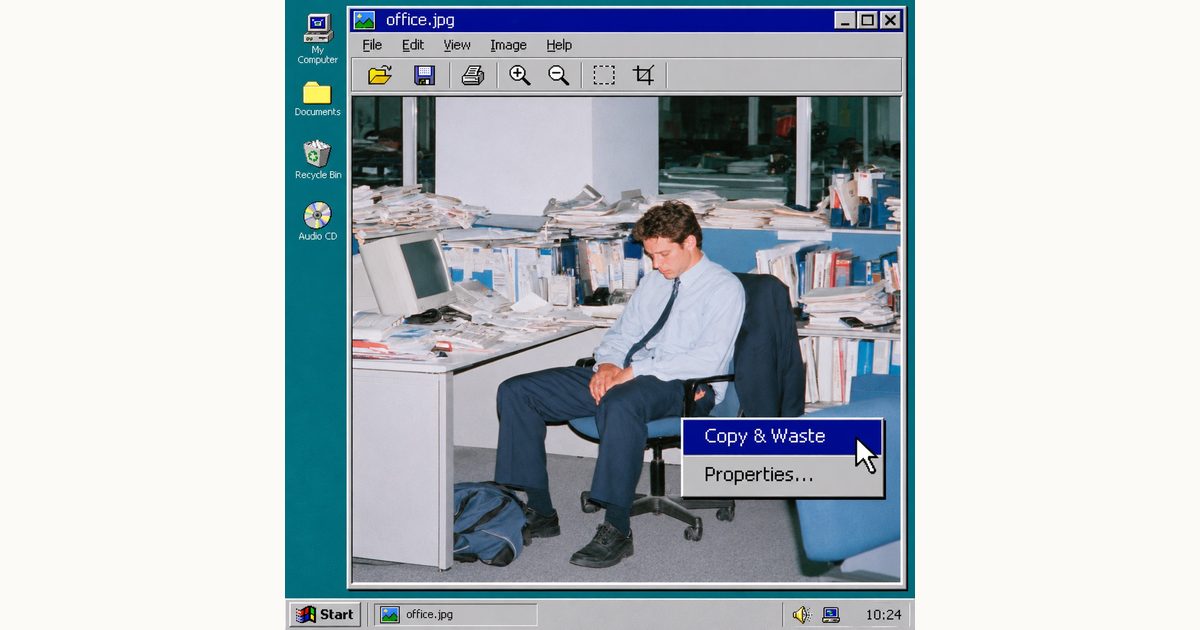 office.jpg
File Edit View Image Help
My
Computer
Documents
Recycle Bin
Audio CD
Copy & Waste
Properties...
Start
office.jpg
10:24